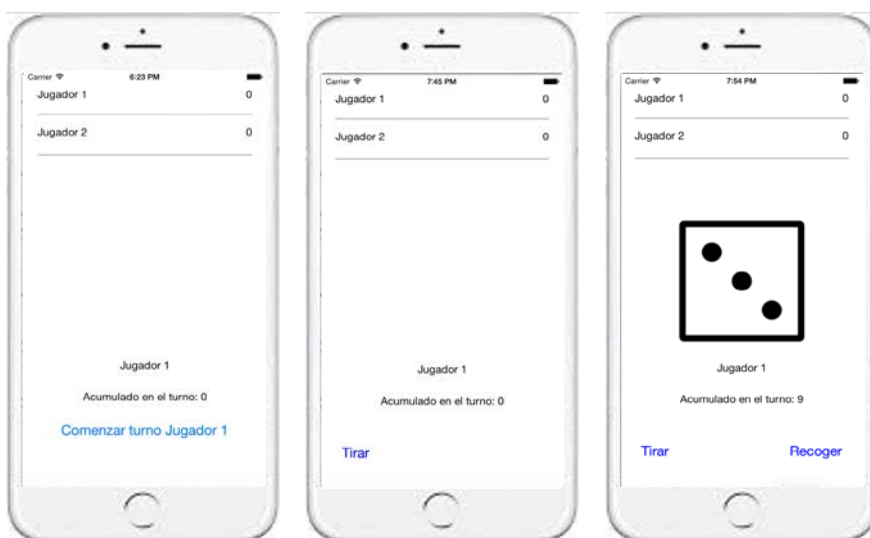 Carrier 6:23 PM
Jugador 1 0
Jugador 2 0
Jugador 1
Acumulado en el turno: 0
Comenzar turno Jugador 1
Carrier 7:45 PM
Jugador 1 0
Jugador 2 0
Jugador 1
Acumulado en el turno: 0
Tirar
Carrier 7:54 PM
Jugador 1 0
Jugador 2 0
Jugador 1
Acumulado en el turno: 9
Tirar Recoger